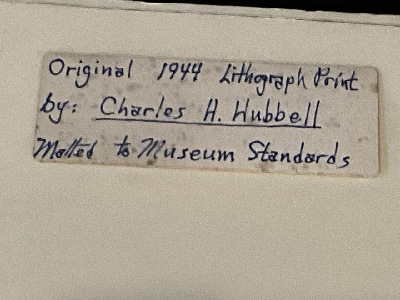 Original 1944 Lithograph Print
by: Charles H. Hubbell
Matted to Museum Standards